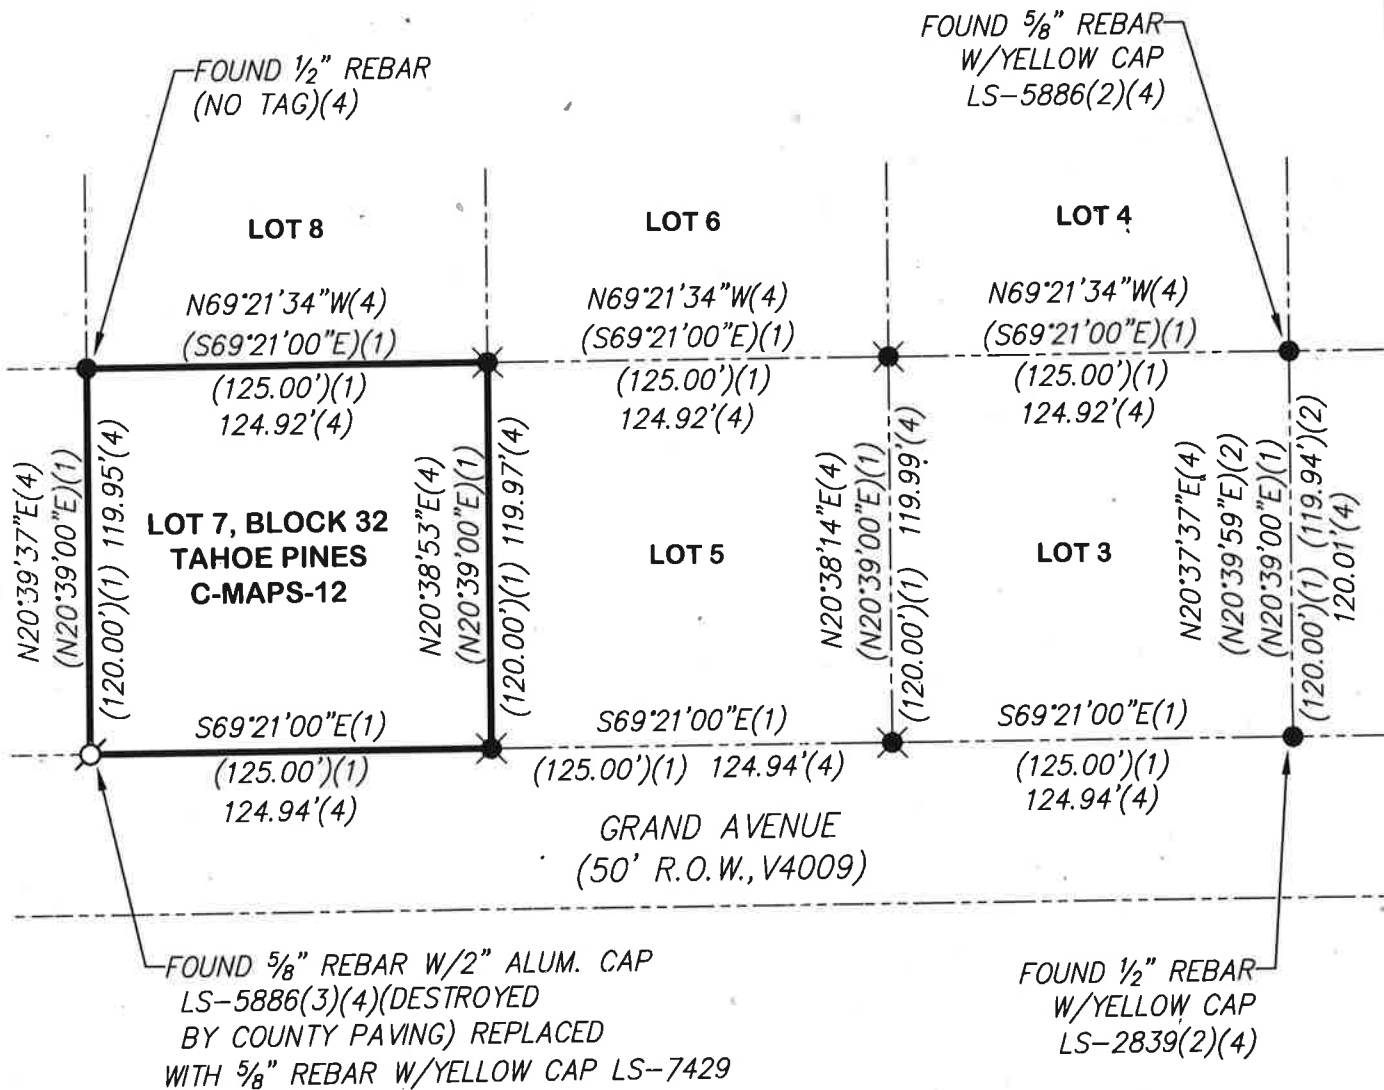 FOUND 5/8" REBAR
W/YELLOW CAP
LS-5886(2)(4)
FOUND 1/2" REBAR
(NO TAG)(4)
LOT 8
LOT 6
LOT 4
N69°21'34"W(4)
(S69°21'00"E)(1)
(125.00')(1)
124.92'(4)
N69°21'34"W(4)
(S69°21'00"E)(1)
(125.00')(1)
124.92'(4)
N69°21'34"W(4)
(S69°21'00"E)(1)
(125.00')(1)
124.92'(4)
N20°39'37"E(4)
(N20°39'00"E)(1)
(120.00')(1) 119.95'(4)
LOT 7, BLOCK 32
TAHOE PINES
C-MAPS-12
N20°38'53"E(4)
(N20°39'00"E)(1)
(120.00')(1) 119.97'(4)
LOT 5
N20°38'14"E(4)
(N20°39'00"E)(1)
(120.00')(1) 119.99'(4)
LOT 3
N20°37'37"E(4)
(N20°39'59"E)(2)
(N20°39'00"E)(1)
(120.00')(1) (119.94')(2)
120.01'(4)
S69°21'00"E(1)
(125.00')(1)
124.94'(4)
S69°21'00"E(1)
(125.00')(1) 124.94'(4)
S69°21'00"E(1)
(125.00')(1)
124.94'(4)
GRAND AVENUE
(50' R.O.W., V4009)
FOUND 5/8" REBAR W/2" ALUM. CAP
LS-5886(3)(4)(DESTROYED
BY COUNTY PAVING) REPLACED
WITH 5/8" REBAR W/YELLOW CAP LS-7429
FOUND 1/2" REBAR
W/YELLOW CAP
LS-2839(2)(4)